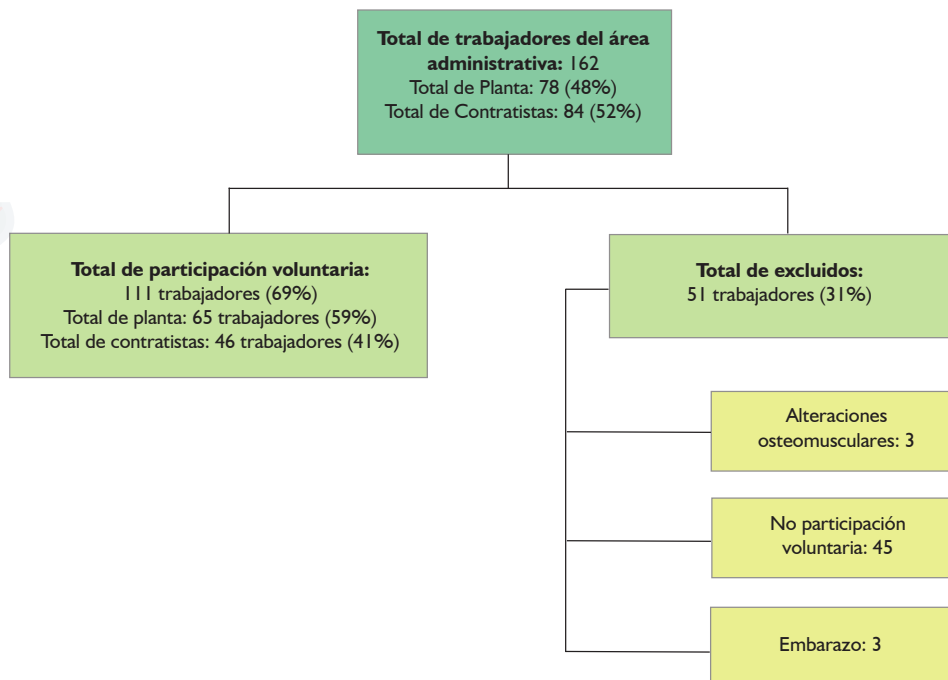 Total de trabajadores del área
administrativa: 162
Total de Planta: 78 (48%)
Total de Contratistas: 84 (52%)
Total de participación voluntaria:
111 trabajadores (69%)
Total de planta: 65 trabajadores (59%)
Total de contratistas: 46 trabajadores (41%)
Total de excluidos:
51 trabajadores (31%)
Alteraciones
osteomusculares: 3
No participación
voluntaria: 45
Embarazo: 3